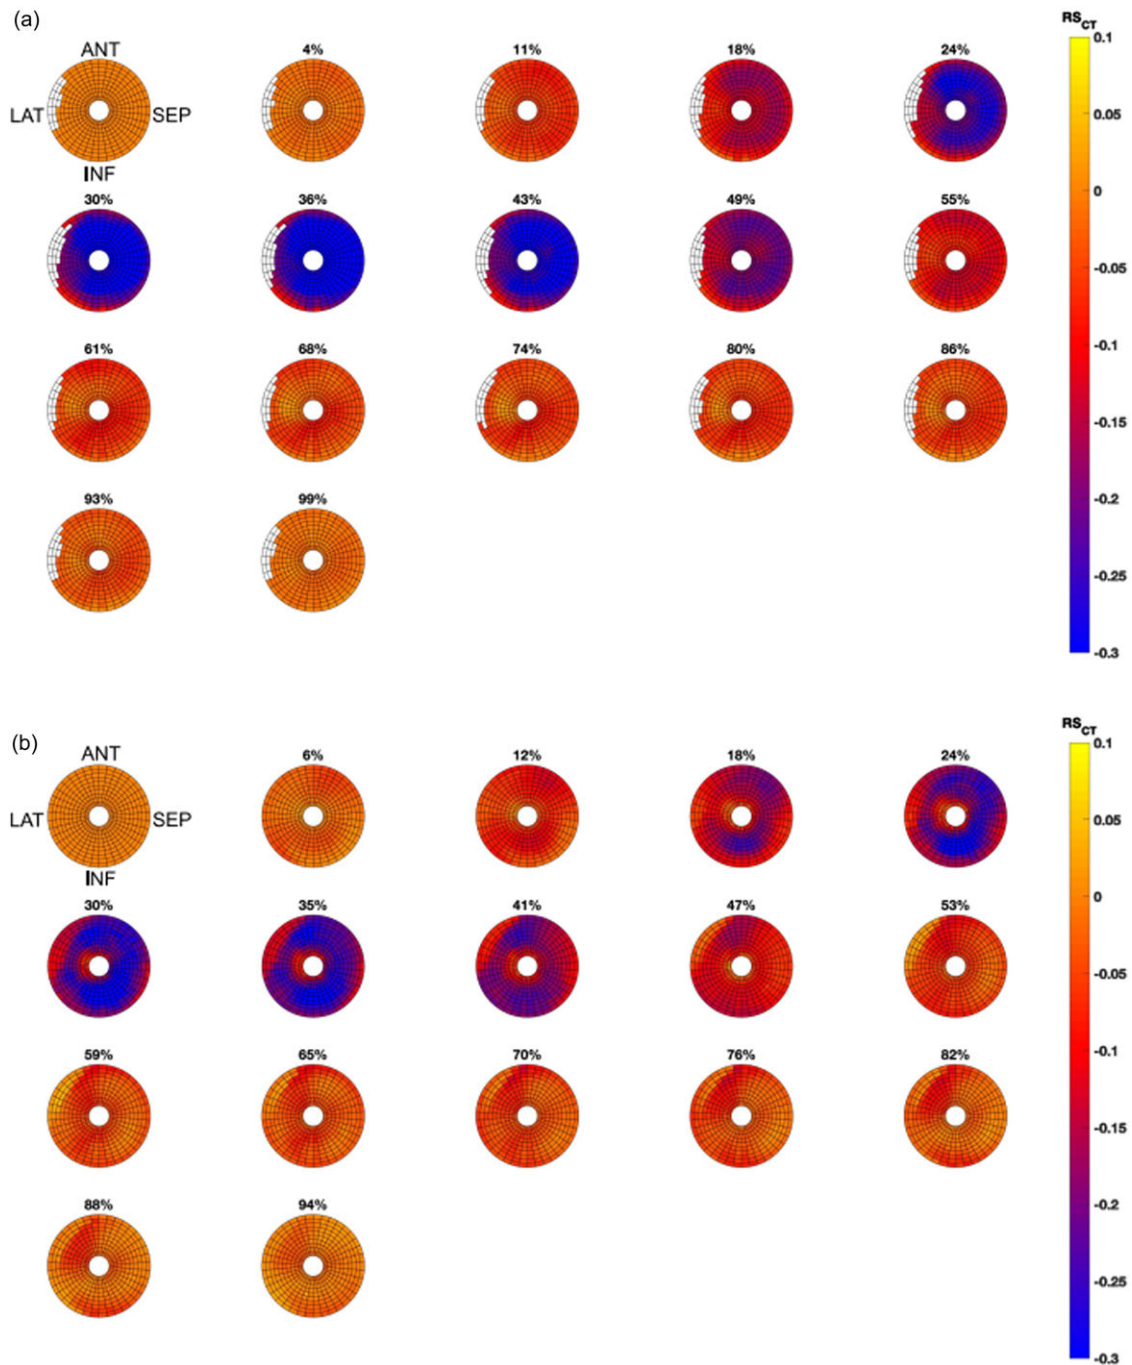 (a)
RS_CT
ANT 4% 11% 18% 24%
LAT SEP
INF
30% 36% 43% 49% 55%
61% 68% 74% 80% 86%
93% 99%
0.1
0.05
0
-0.05
-0.1
-0.15
-0.2
-0.25
-0.3
(b)
RS_CT
ANT 6% 12% 18% 24%
LAT SEP
INF
30% 35% 41% 47% 53%
59% 65% 70% 76% 82%
88% 94%
0.1
0.05
0
-0.05
-0.1
-0.15
-0.2
-0.25
-0.3